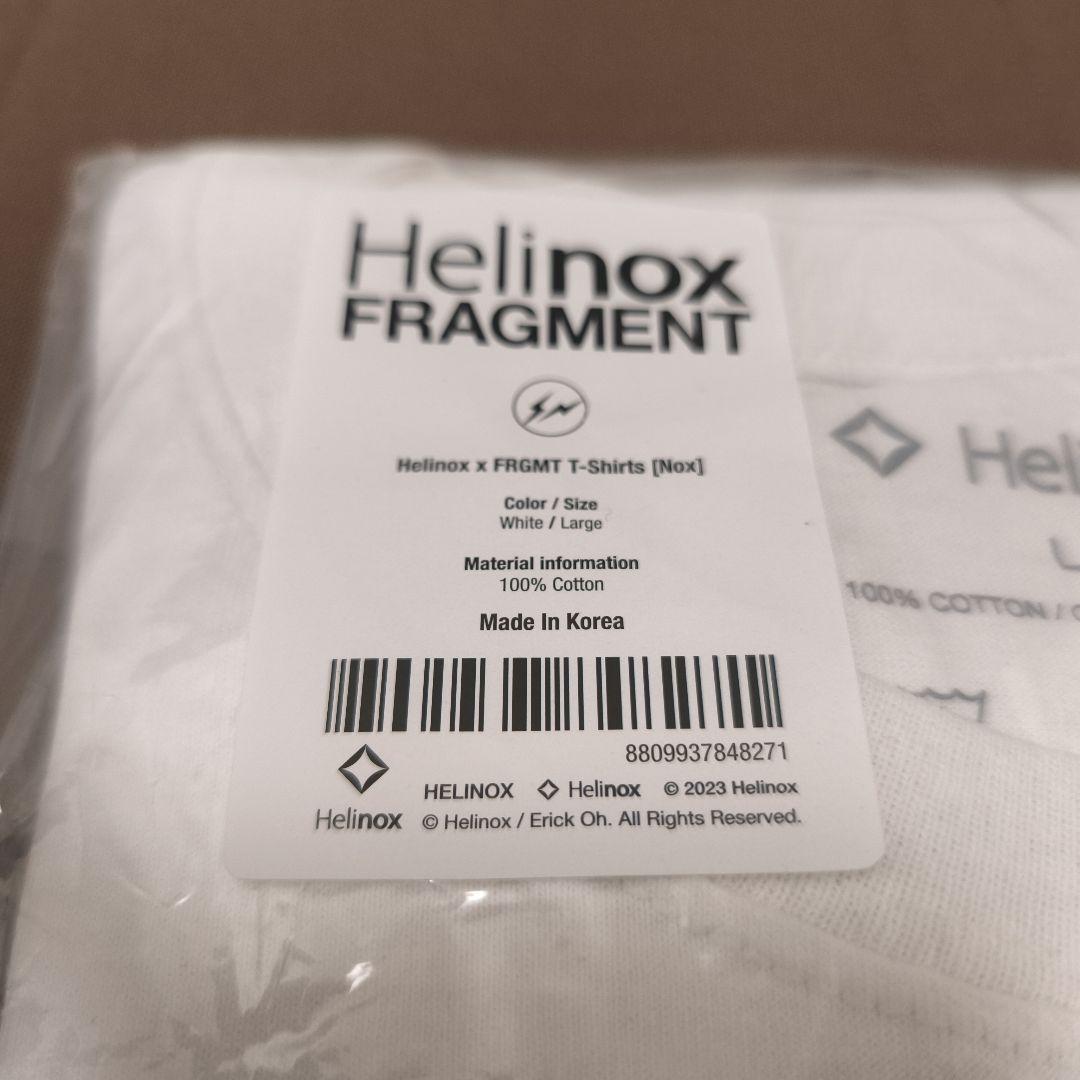 Helinox
FRAGMENT
Helinox x FRGMT T-Shirts [Nox]
Color / Size
White / Large
Material information
100% Cotton
Made In Korea
8809937848271
HELINOX Helinox © 2023 Helinox
Helinox © Helinox / Erick Oh. All Rights Reserved.
Heli
L
100% COTTON /